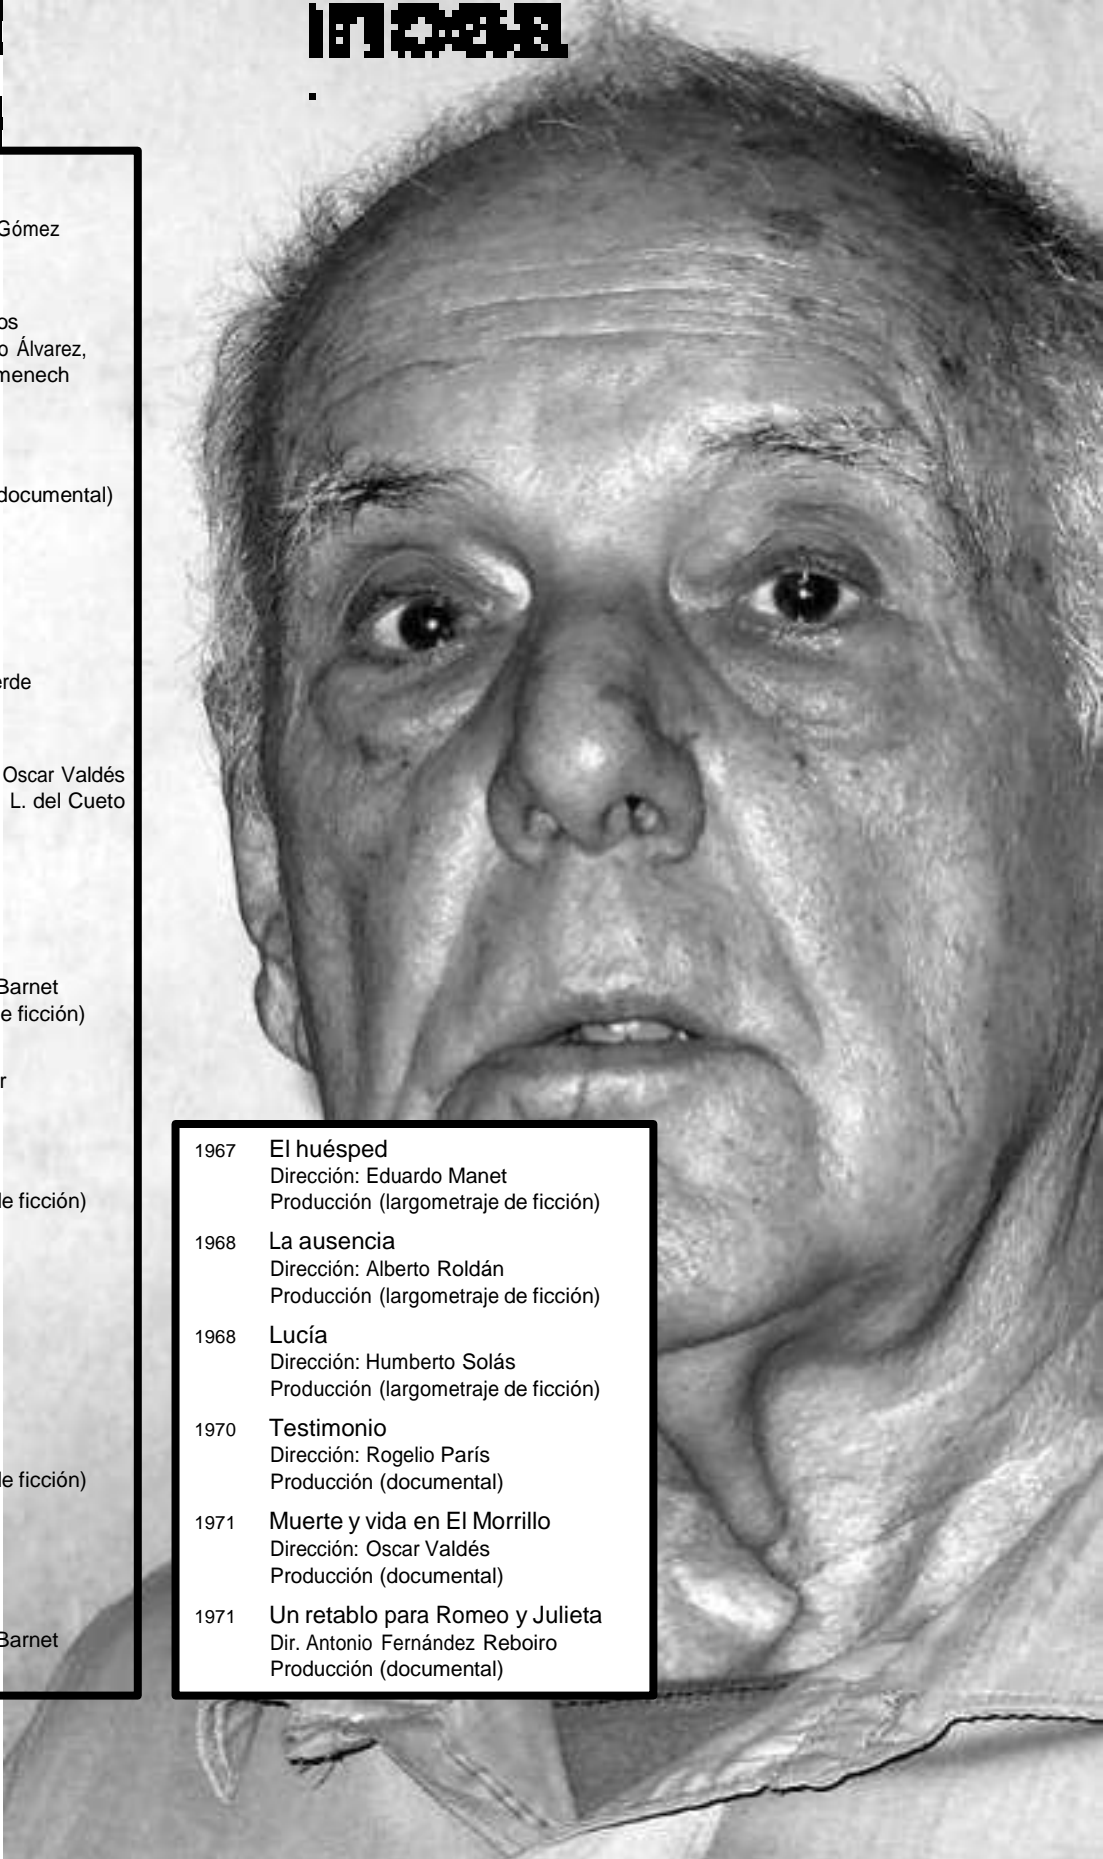 Gómez
os
o Álvarez,
menech
documental)
erde
Oscar Valdés
L. del Cueto
Barnet
e ficción)
r
de ficción)
de ficción)
Barnet
1967 El huésped
Dirección: Eduardo Manet
Producción (largometraje de ficción)
1968 La ausencia
Dirección: Alberto Roldán
Producción (largometraje de ficción)
1968 Lucía
Dirección: Humberto Solás
Producción (largometraje de ficción)
1970 Testimonio
Dirección: Rogelio París
Producción (documental)
1971 Muerte y vida en El Morrillo
Dirección: Oscar Valdés
Producción (documental)
1971 Un retablo para Romeo y Julieta
Dir. Antonio Fernández Reboiro
Producción (documental)